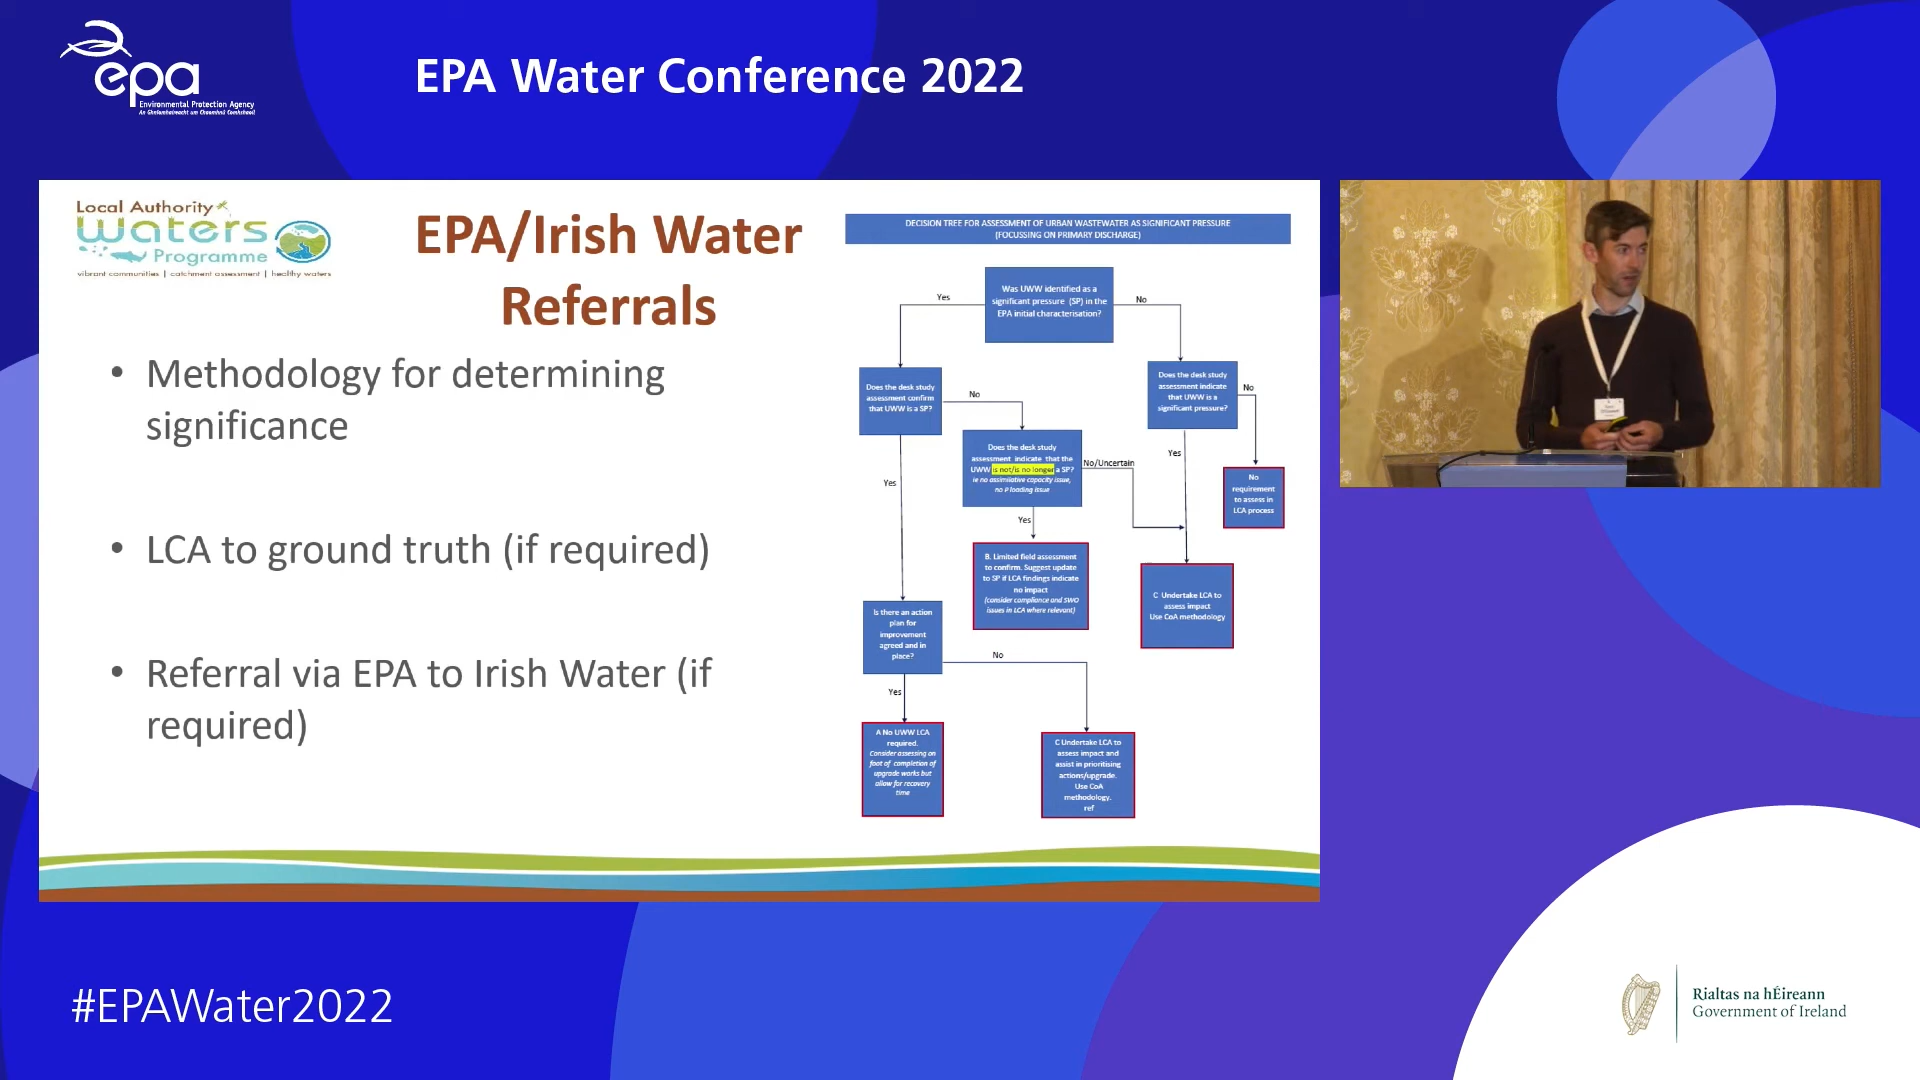 epa
Environmental Protection Agency
An Ghníomhaireacht um Chaomhnú Comhshaoil
EPA Water Conference 2022
Local Authority
Waters
Programme
vibrant communities | catchment assessment | healthy waters
EPA/Irish Water
Referrals
• Methodology for determining
significance
• LCA to ground truth (if required)
• Referral via EPA to Irish Water (if
required)
DECISION TREE FOR ASSESSMENT OF URBAN WASTEWATER AS SIGNIFICANT PRESSURE
(FOCUSSING ON PRIMARY DISCHARGE)
Was UWW identified as a
significant pressure (SP) in the
EPA initial characterisation?
Yes
No
Does the desk study
assessment confirm
that UWW is a SP?
No
Does the desk study
assessment indicate
that UWW is a
significant pressure?
No
Does the desk study
assessment indicate that the
UWW is not/is no longer a SP?
ie no assimilative capacity issue,
no P loading issue
No/Uncertain
Yes
Yes
No
requirement
to assess in
LCA process
Yes
B. Limited field assessment
to confirm. Suggest update
to SP if LCA findings indicate
no impact
(consider compliance and SWO
issues in LCA where relevant)
C Undertake LCA to
assess impact
Use CoA methodology
Is there an action
plan for
improvement
agreed and in
place?
No
Yes
A No UWW LCA
required.
Consider assessing on
foot of completion of
upgrade works but
allow for recovery
time
C Undertake LCA to
assess impact and
assist in prioritising
actions/upgrade.
Use CoA
methodology.
ref
#EPAWater2022
Rialtas na hÉireann
Government of Ireland